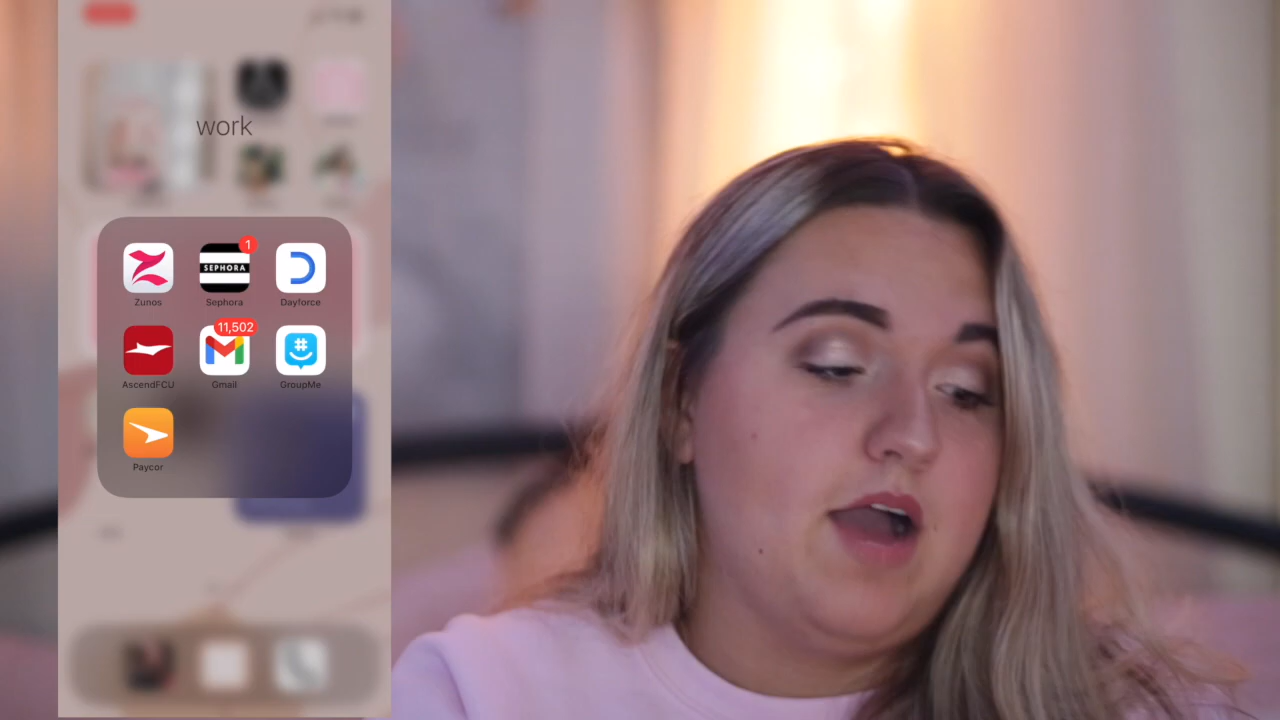 work
1
SEPHORA
Zunos Sephora Dayforce
11,502
AscendFCU Gmail GroupMe
Paycor